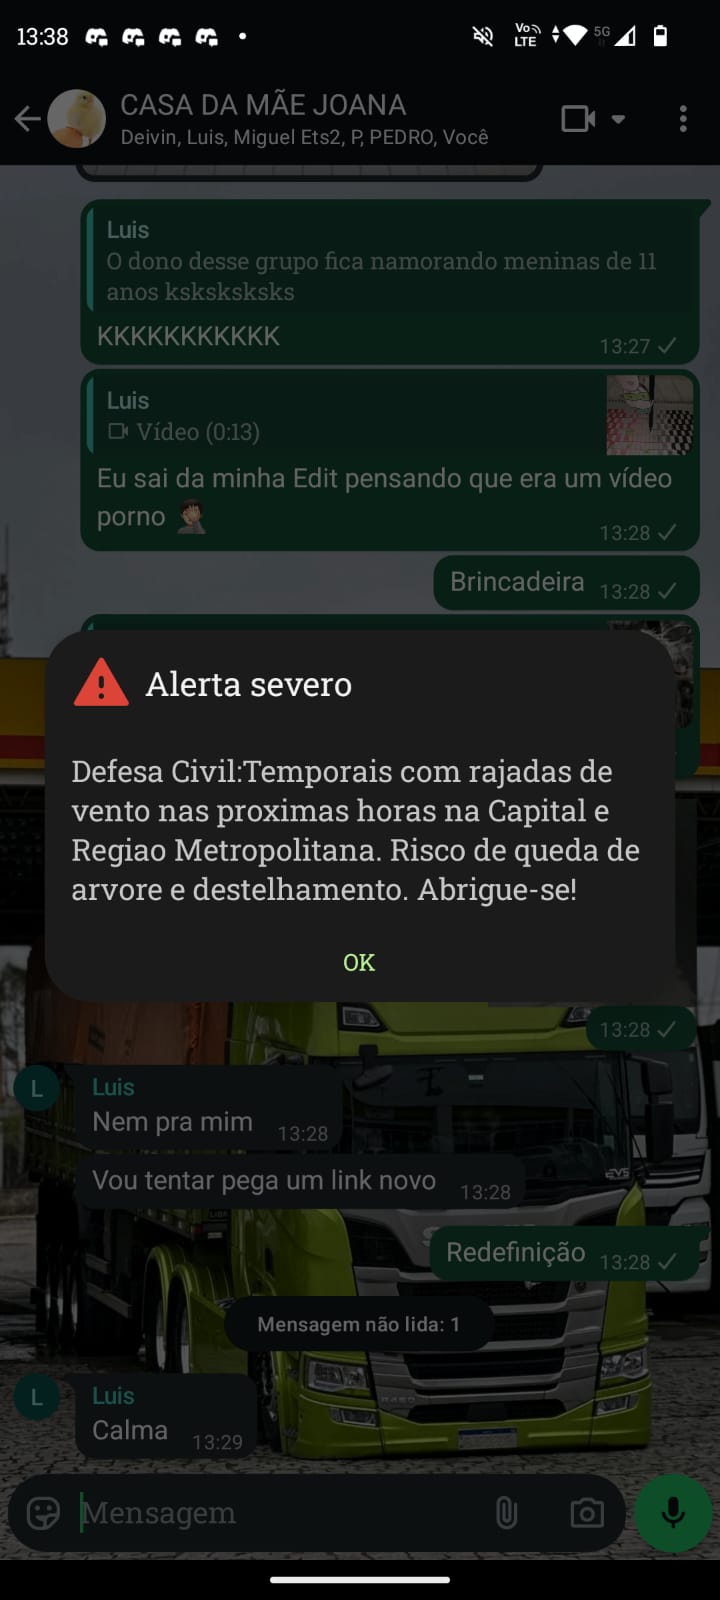 13:38
Vo
LTE
5G
CASA DA MÃE JOANA
Deivin, Luis, Miguel Ets2, P, PEDRO, Você
Luis
O dono desse grupo fica namorando meninas de 11
anos ksksksksks
KKKKKKKKKKK
13:27
Luis
Vídeo (0:13)
Eu sai da minha Edit pensando que era um vídeo
porno
13:28
Brincadeira
13:28
Alerta severo
Defesa Civil:Temporais com rajadas de
vento nas proximas horas na Capital e
Regiao Metropolitana. Risco de queda de
arvore e destelhamento. Abrigue-se!
OK
13:28
L
Luis
Nem pra mim
13:28
Vou tentar pega um link novo
13:28
Redefinição
13:28
Mensagem não lida: 1
L
Luis
Calma
13:29
Mensagem